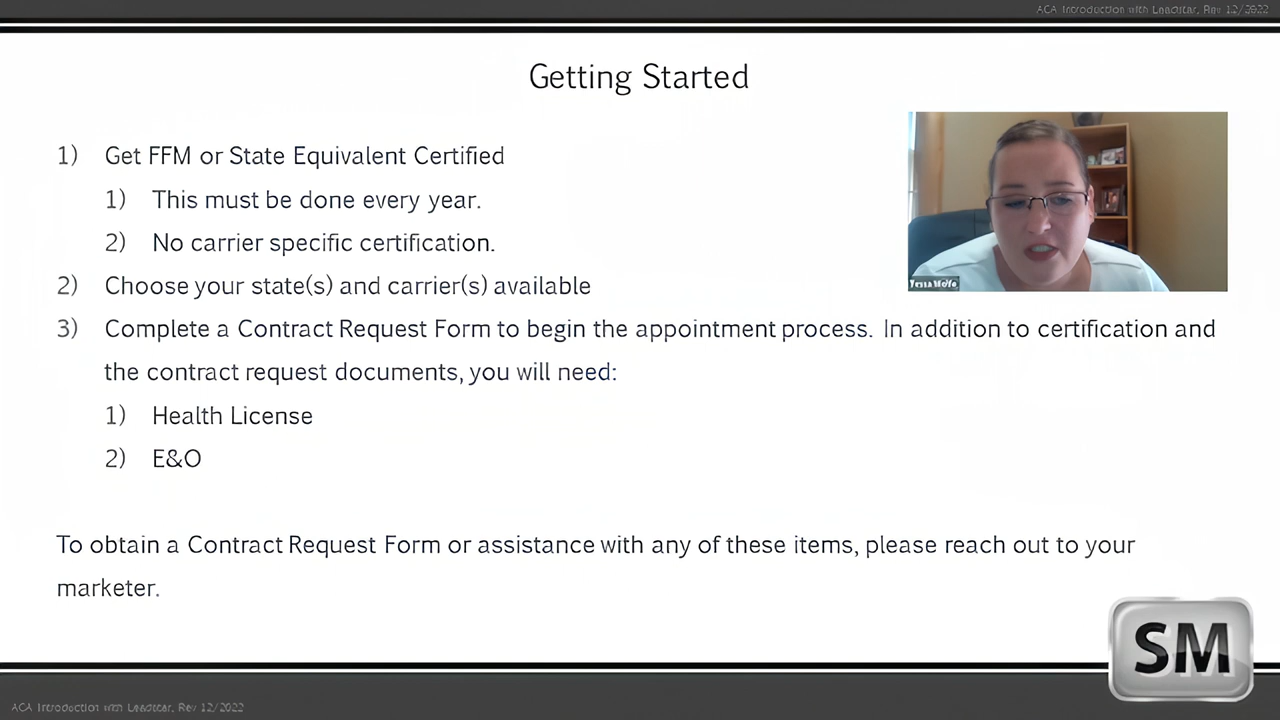 ACA Introduction with Leadstar, Rev 12/2022
Getting Started
1) Get FFM or State Equivalent Certified
1) This must be done every year.
2) No carrier specific certification.
2) Choose your state(s) and carrier(s) available
3) Complete a Contract Request Form to begin the appointment process. In addition to certification and
the contract request documents, you will need:
1) Health License
2) E&O
To obtain a Contract Request Form or assistance with any of these items, please reach out to your
marketer.
SM
ACA Introduction with Leadstar, Rev 12/2022